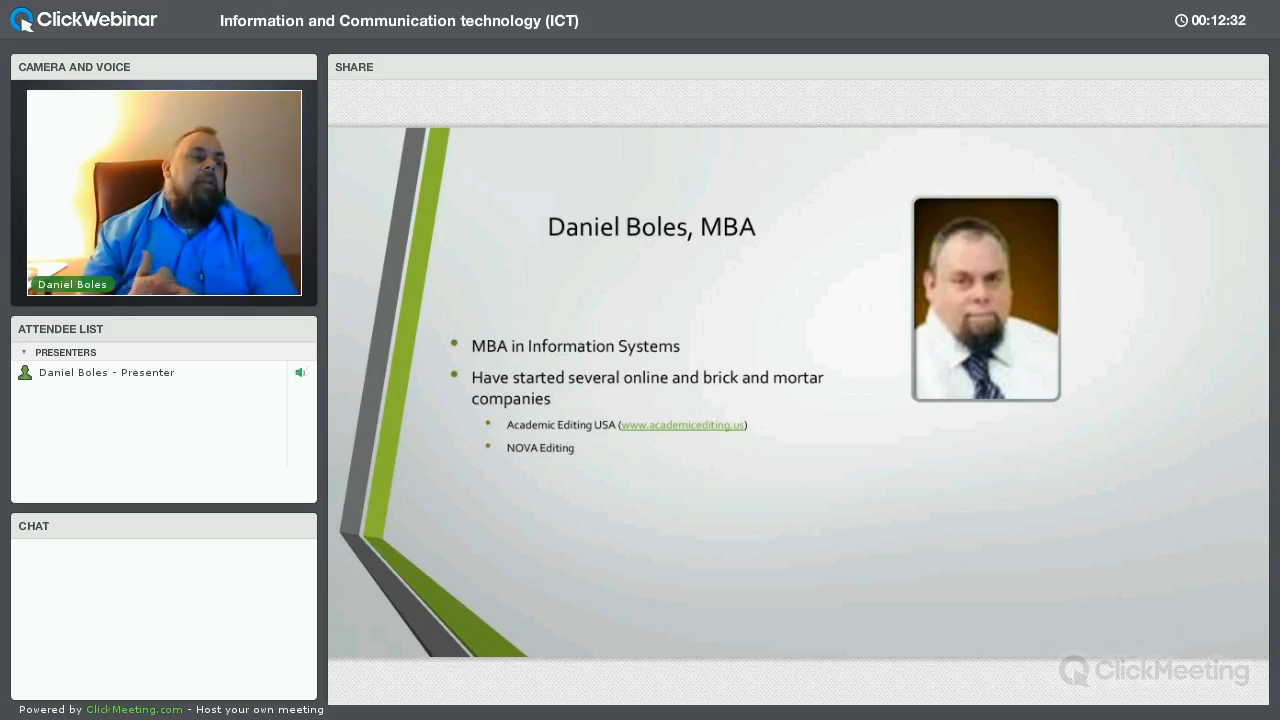 ClickWebinar
Information and Communication technology (ICT)
00:12:32
CAMERA AND VOICE
Daniel Boles
ATTENDEE LIST
PRESENTERS
Daniel Boles - Presenter
CHAT
Powered by ClickMeeting.com - Host your own meeting
SHARE
Daniel Boles, MBA
• MBA in Information Systems
• Have started several online and brick and mortar
companies
• Academic Editing USA (www.academicediting.us)
• NOVA Editing
ClickMeeting